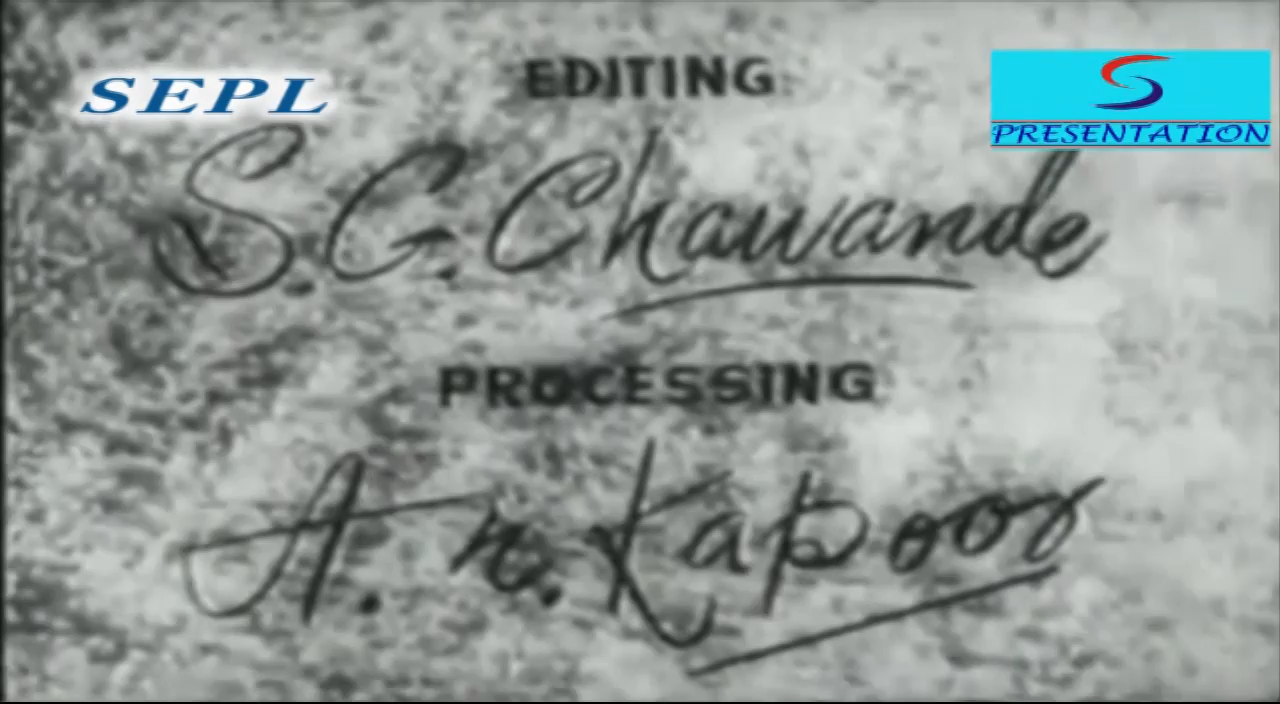 EDITING
SEPL
S
PRESENTATION
S.G. Chawande
PROCESSING
A. n. Kapoor